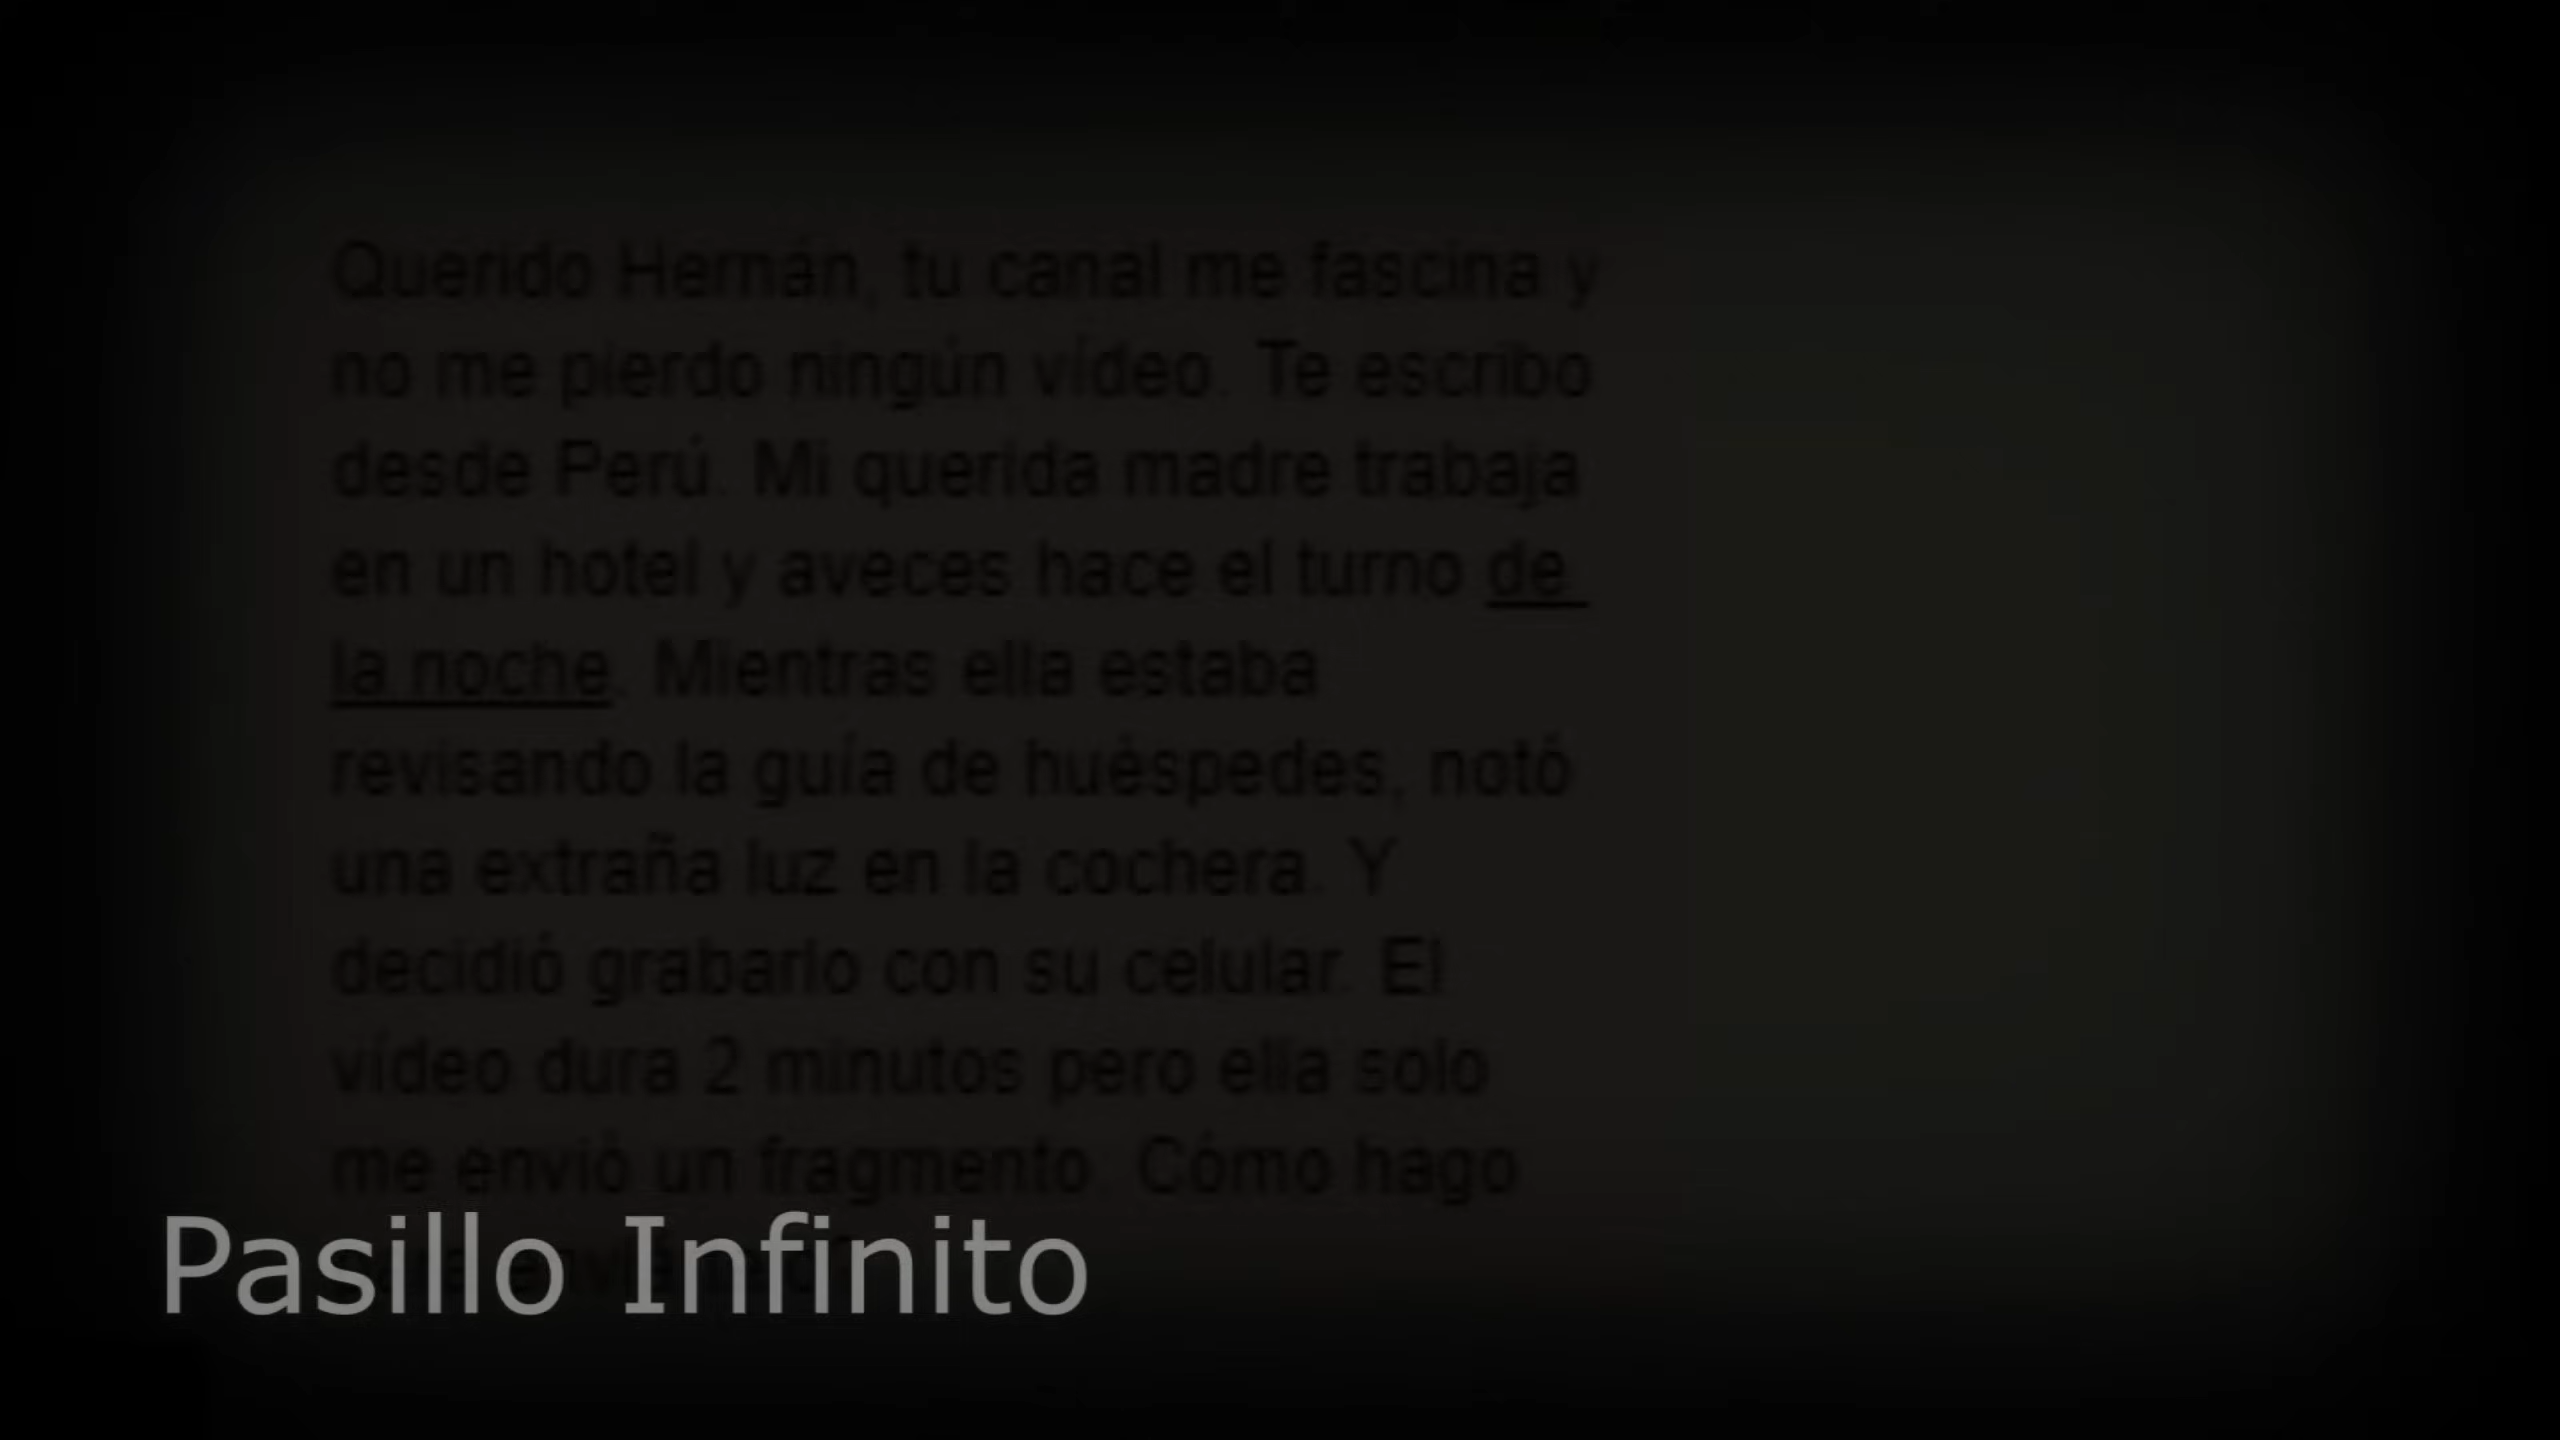 Querido Hernán, tu canal me fascina y
no me pierdo ningún vídeo. Te escribo
desde Perú. Mi querida madre trabaja
en un hotel y aveces hace el turno de
la noche. Mientras ella estaba
revisando la guía de huéspedes, notó
una extraña luz en la cochera. Y
decidió grabarlo con su celular. El
vídeo dura 2 minutos pero ella solo
me envió un fragmento. Cómo hago
Pasillo Infinito